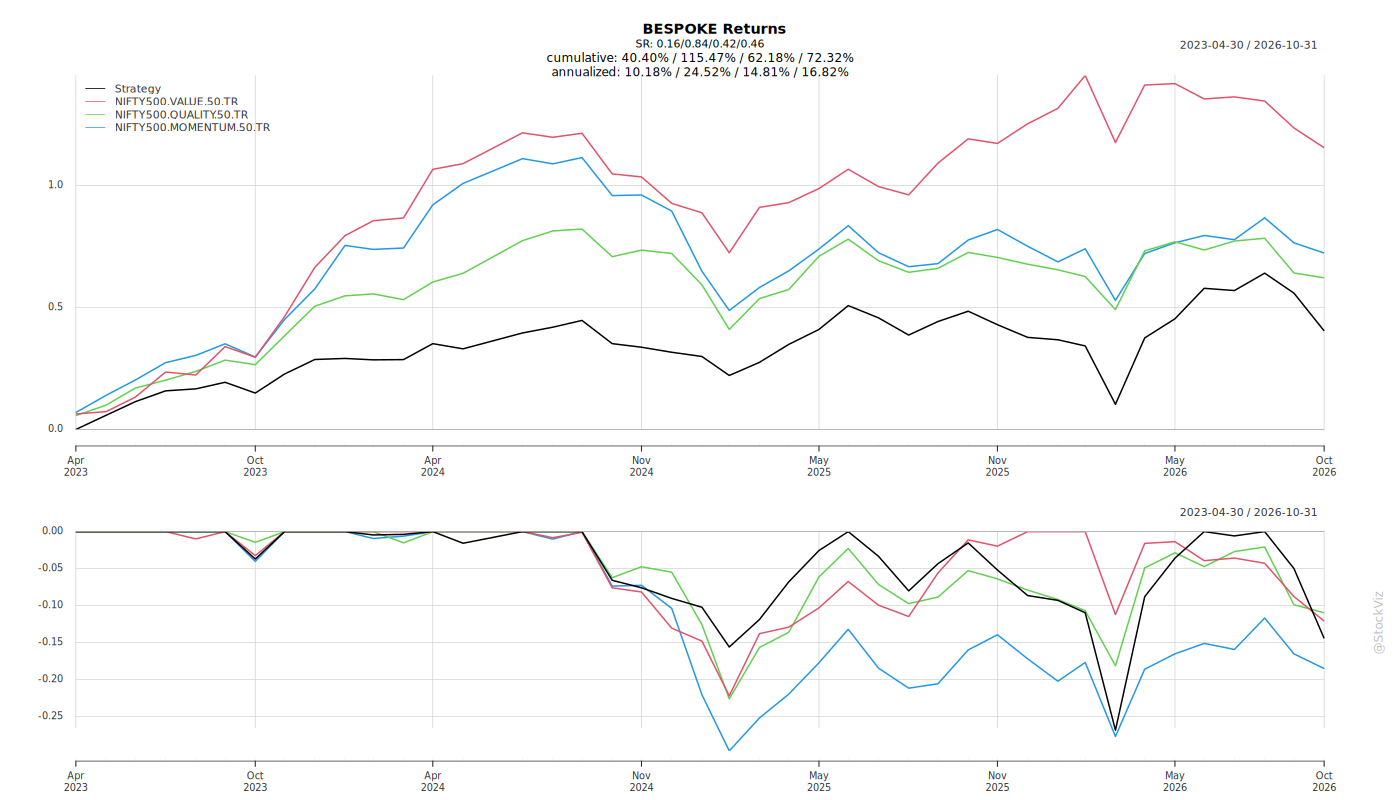 BESPOKE Returns
SR: 0.16/0.84/0.42/0.46
cumulative: 40.40% / 115.47% / 62.18% / 72.32%
annualized: 10.18% / 24.52% / 14.81% / 16.82%
2023-04-30 / 2026-10-31
Strategy
NIFTY500.VALUE.50.TR
NIFTY500.QUALITY.50.TR
NIFTY500.MOMENTUM.50.TR
1.0
0.5
0.0
Apr Oct Apr Nov May Nov May Oct
2023 2023 2024 2024 2025 2025 2026 2026
2023-04-30 / 2026-10-31
0.00
-0.05
-0.10
-0.15
-0.20
-0.25
Apr Oct Apr Nov May Nov May Oct
2023 2023 2024 2024 2025 2025 2026 2026
@StockViz